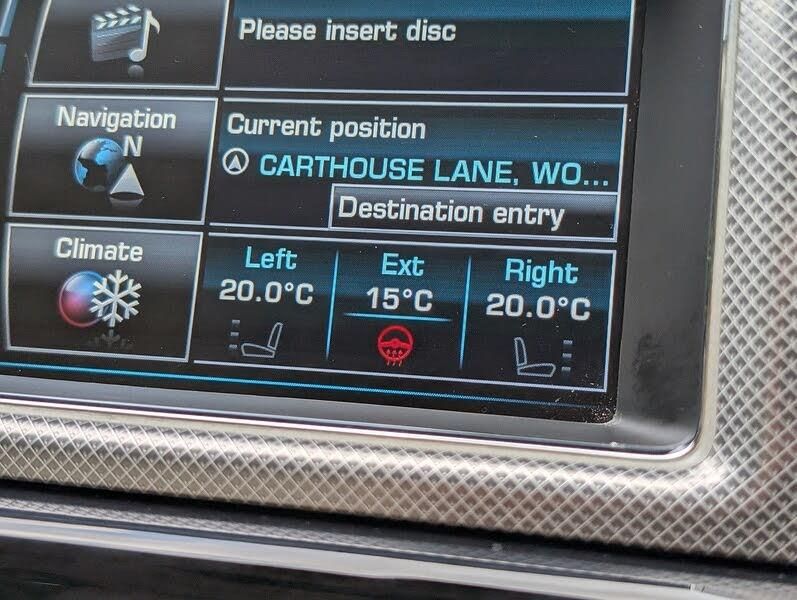 Please insert disc
Navigation
N
Current position
CARTHOUSE LANE, WO...
Destination entry
Climate
Left
20.0°C
Ext
15°C
Right
20.0°C